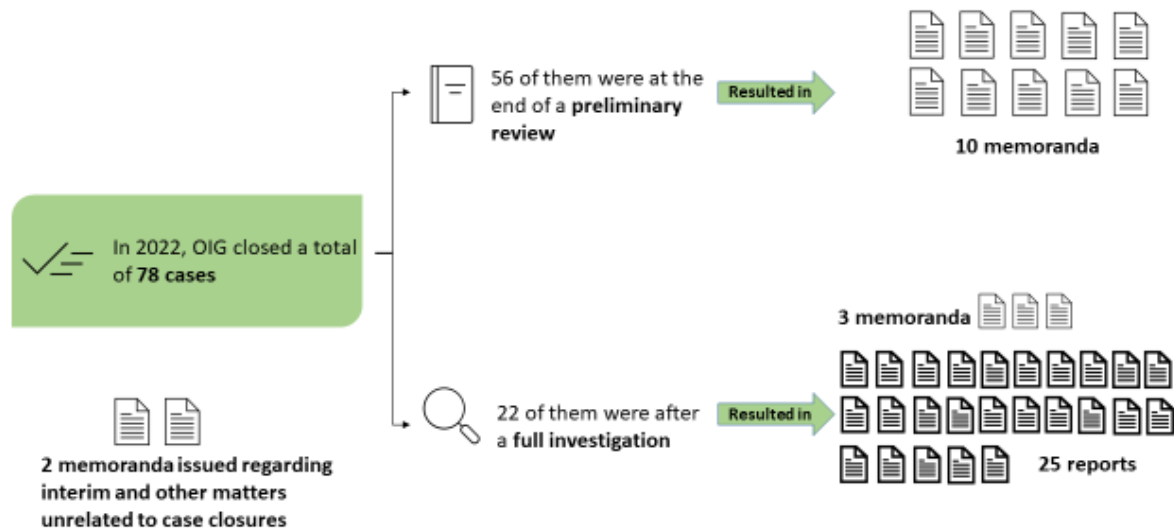 56 of them were at the
end of a preliminary
review
Resulted in
10 memoranda
In 2022, OIG closed a total
of 78 cases
3 memoranda
22 of them were after
a full investigation
Resulted in
25 reports
2 memoranda issued regarding
interim and other matters
unrelated to case closures